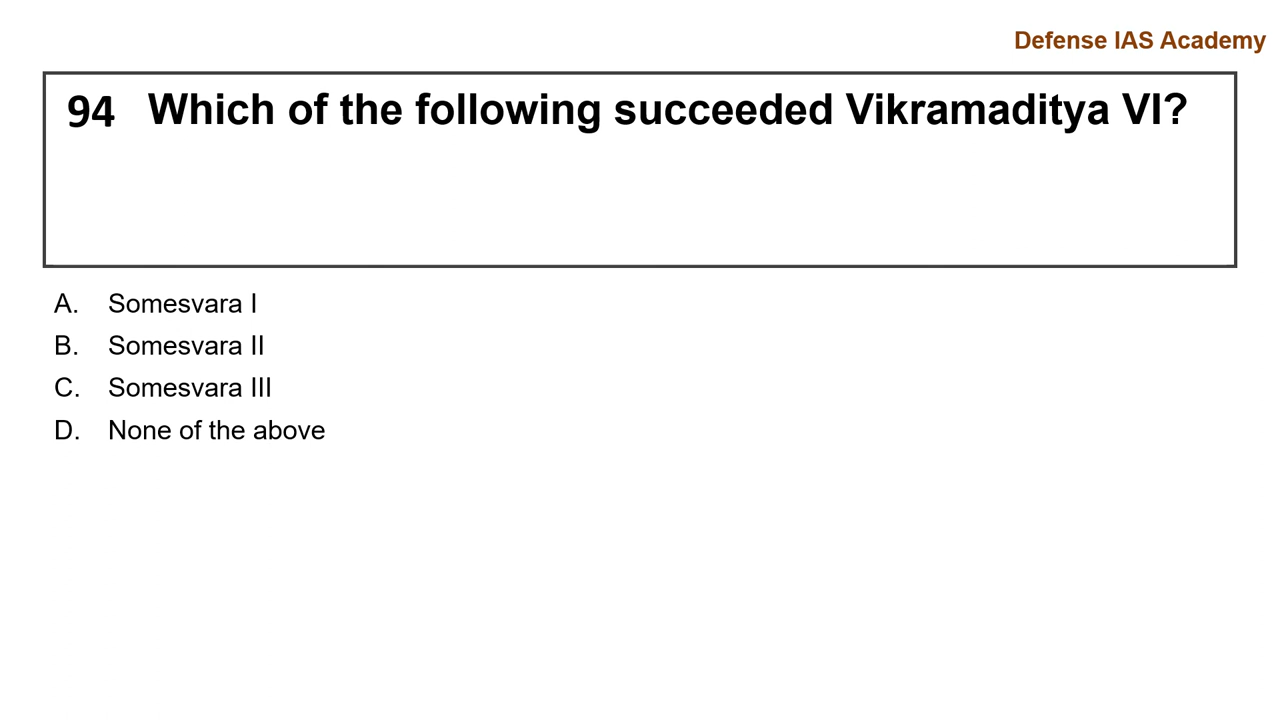 Defense IAS Academy
94 Which of the following succeeded Vikramaditya VI?
A. Somesvara I
B. Somesvara II
C. Somesvara III
D. None of the above